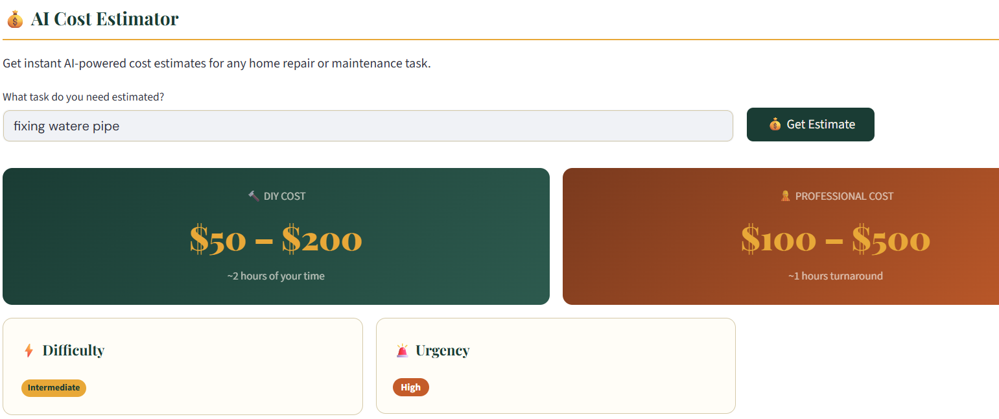 AI Cost Estimator
Get instant AI-powered cost estimates for any home repair or maintenance task.
What task do you need estimated?
fixing watere pipe
Get Estimate
DIY COST
$50 – $200
~2 hours of your time
PROFESSIONAL COST
$100 – $500
~1 hours turnaround
Difficulty
Intermediate
Urgency
High